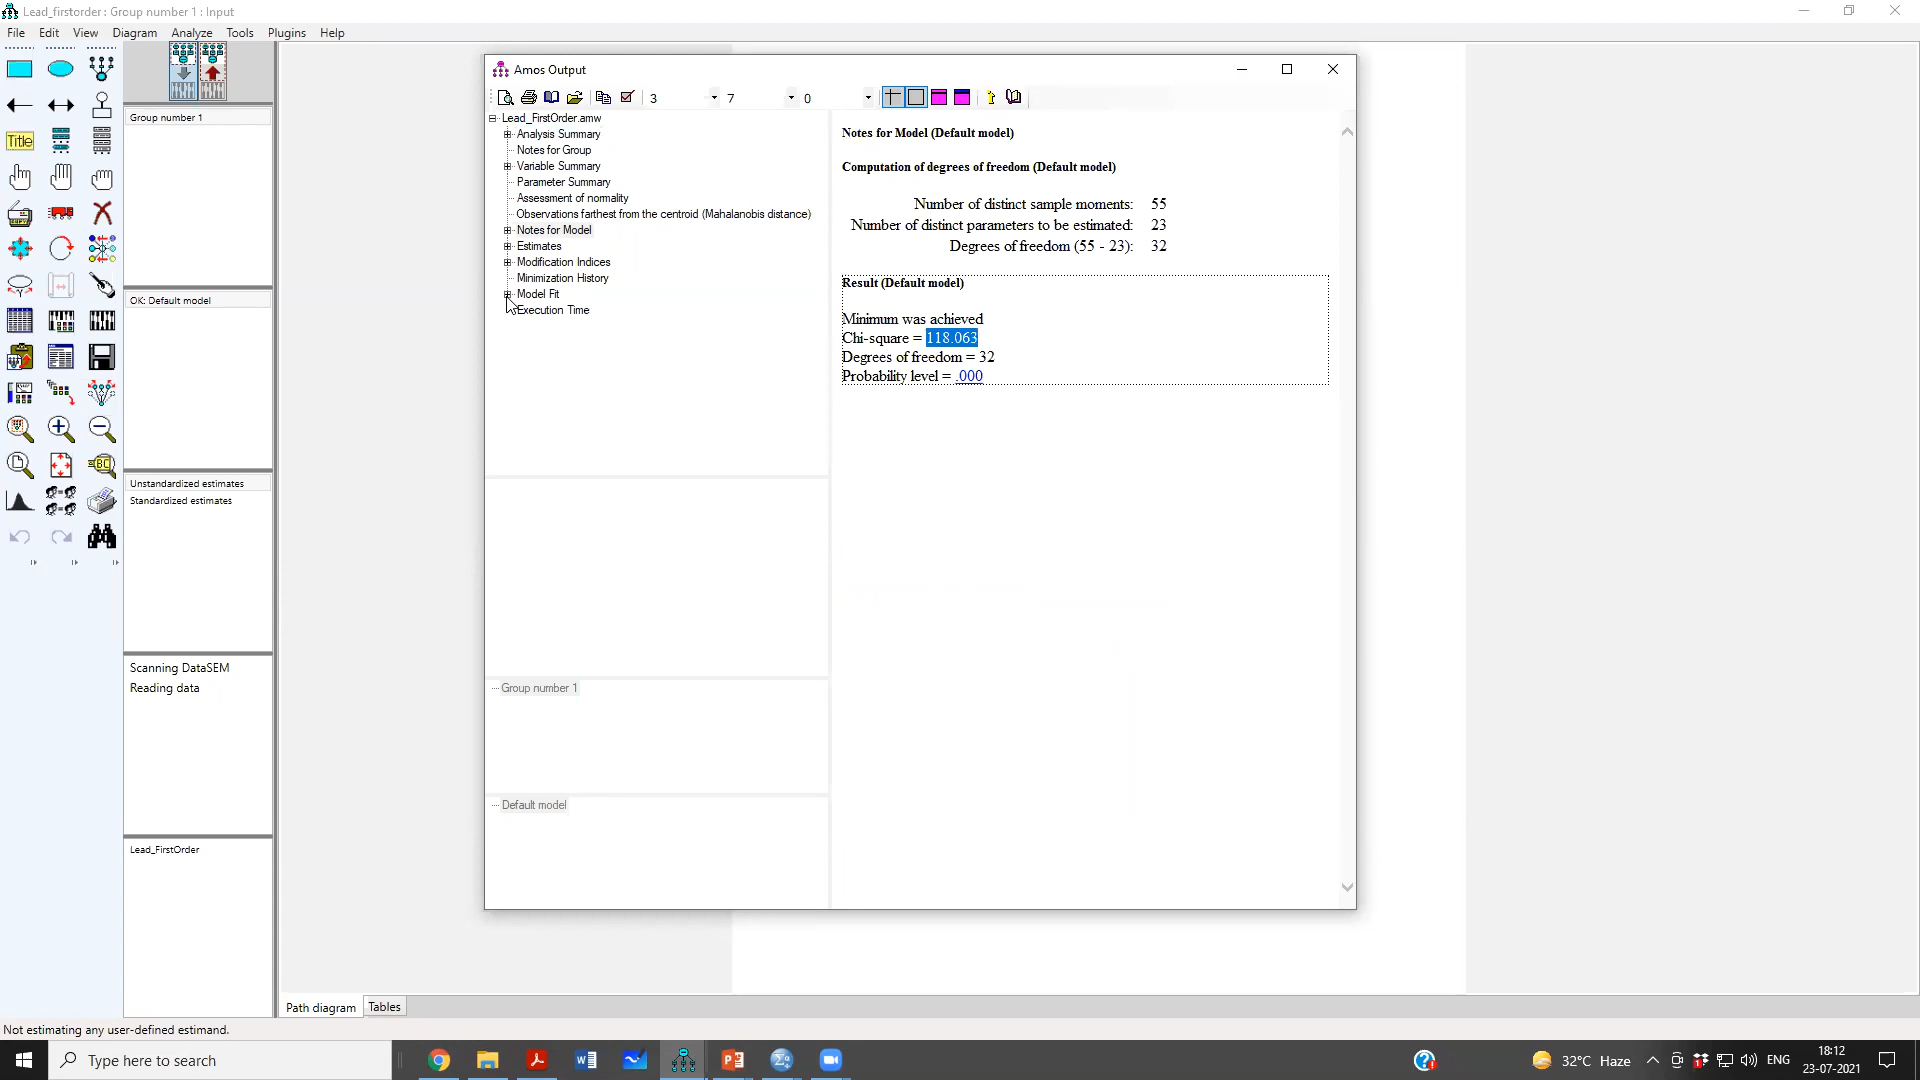 Lead_firstorder : Group number 1 : Input
File Edit View Diagram Analyze Tools Plugins Help
Title
ABC
Group number 1
OK: Default model
Unstandardized estimates
Standardized estimates
Scanning DataSEM
Reading data
Lead_FirstOrder
Amos Output
3 7 0
Lead_FirstOrder.amw
Analysis Summary
Notes for Group
Variable Summary
Parameter Summary
Assessment of normality
Observations farthest from the centroid (Mahalanobis distance)
Notes for Model
Estimates
Modification Indices
Minimization History
Model Fit
Execution Time
Group number 1
Default model
Notes for Model (Default model)
Computation of degrees of freedom (Default model)
Number of distinct sample moments: 55
Number of distinct parameters to be estimated: 23
Degrees of freedom (55 - 23): 32
Result (Default model)
Minimum was achieved
Chi-square = 118.063
Degrees of freedom = 32
Probability level = .000
Path diagram Tables
Not estimating any user-defined estimand.
Type here to search
32°C Haze
ENG
18:12
23-07-2021